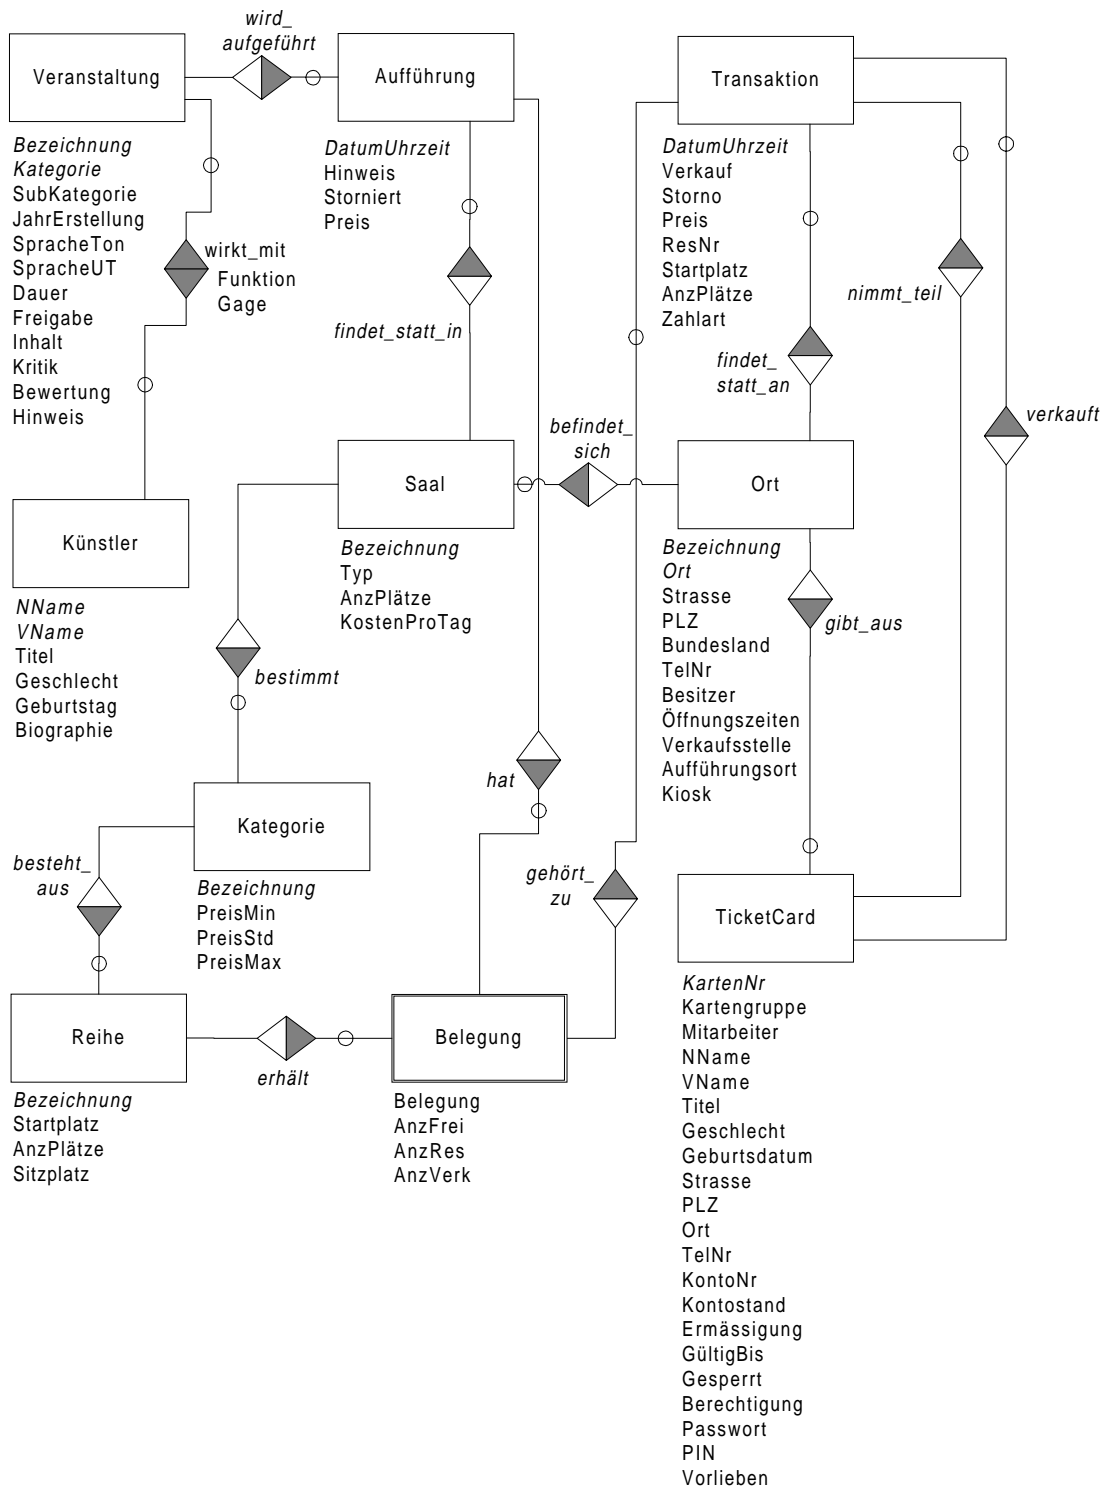 wird_
aufgeführt
Veranstaltung
Aufführung
Transaktion
Bezeichnung
Kategorie
SubKategorie
JahrErstellung
SpracheTon
SpracheUT
Dauer
Freigabe
Inhalt
Kritik
Bewertung
Hinweis
wirkt_mit
Funktion
Gage
DatumUhrzeit
Hinweis
Storniert
Preis
findet_statt_in
DatumUhrzeit
Verkauf
Storno
Preis
ResNr
Startplatz
AnzPlätze
Zahlart
nimmt_teil
findet_
statt_an
verkauft
befindet_
sich
Saal
Ort
Künstler
NName
VName
Titel
Geschlecht
Geburtstag
Biographie
Bezeichnung
Typ
AnzPlätze
KostenProTag
Bezeichnung
Ort
Strasse
PLZ
Bundesland
TelNr
Besitzer
Öffnungszeiten
Verkaufsstelle
Aufführungsort
Kiosk
gibt_aus
bestimmt
hat
Kategorie
besteht_
aus
Bezeichnung
PreisMin
PreisStd
PreisMax
gehört_
zu
TicketCard
Reihe
erhält
Belegung
Bezeichnung
Startplatz
AnzPlätze
Sitzplatz
Belegung
AnzFrei
AnzRes
AnzVerk
KartenNr
Kartengruppe
Mitarbeiter
NName
VName
Titel
Geschlecht
Geburtsdatum
Strasse
PLZ
Ort
TelNr
KontoNr
Kontostand
Ermässigung
GültigBis
Gesperrt
Berechtigung
Passwort
PIN
Vorlieben